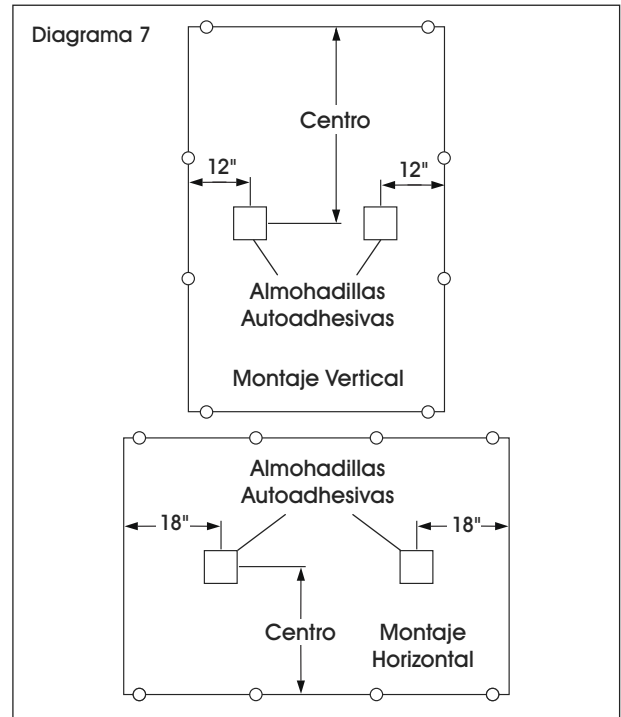 Diagrama 7
Centro
12"
12"
Almohadillas
Autoadhesivas
Montaje Vertical
Almohadillas
Autoadhesivas
18"
18"
Centro
Montaje
Horizontal